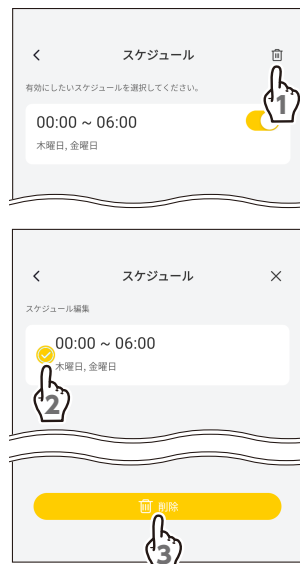 スケジュール
有効にしたいスケジュールを選択してください。
00:00 ~ 06:00
木曜日, 金曜日
1
スケジュール
スケジュール編集
00:00 ~ 06:00
木曜日, 金曜日
2
削除
3